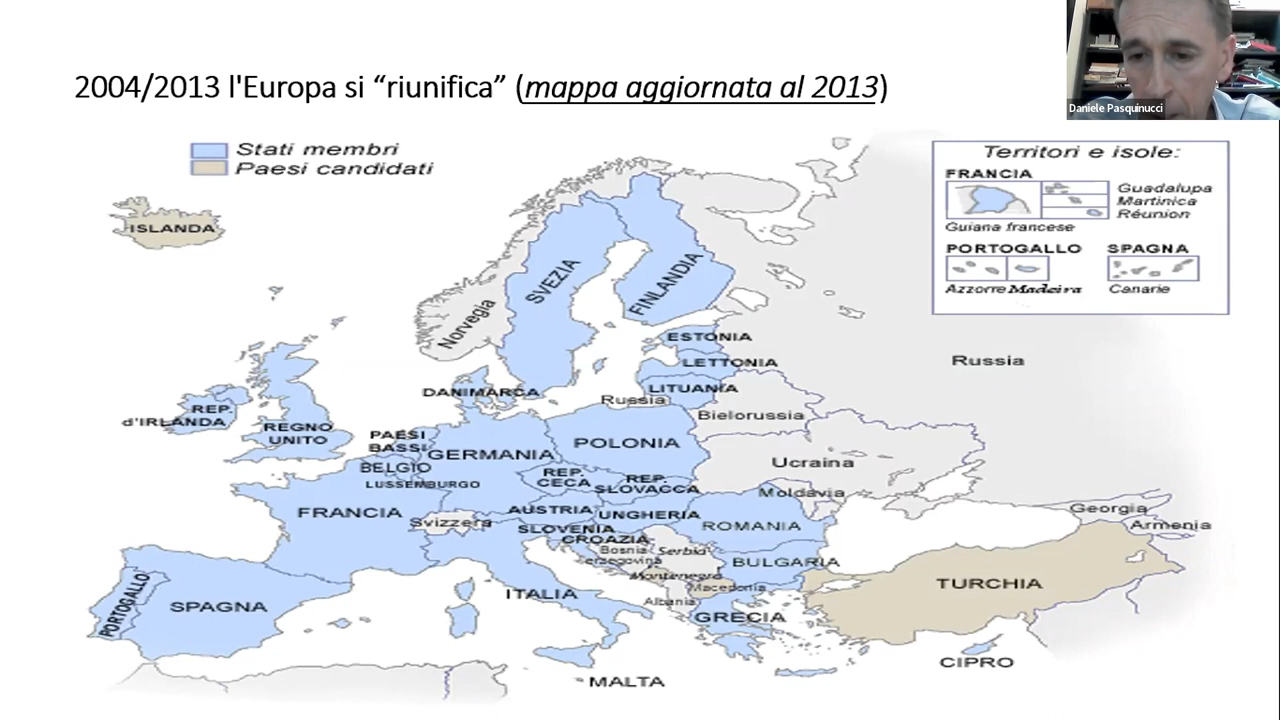 2004/2013 l'Europa si “riunifica” (mappa aggiornata al 2013)
Daniele Pasquinucci
Stati membri
Paesi candidati
Territori e isole:
FRANCIA
Guadalupa
Martinica
Réunion
Guiana francese
PORTOGALLO
SPAGNA
Azzorre Madeira
Canarie
ISLANDA
Norvegia
SVEZIA
FINLANDIA
ESTONIA
LETTONIA
LITUANIA
Russia
Russia
DANIMARCA
Bielorussia
REP.
d'IRLANDA
REGNO
UNITO
PAESI
BASSI
BELGIO
LUSSEMBURGO
GERMANIA
POLONIA
Ucraina
REP.
CECA
REP.
SLOVACCA
Moldavia
FRANCIA
Svizzera
AUSTRIA
UNGHERIA
SLOVENIA
CROAZIA
ROMANIA
Georgia
Armenia
Bosnia
erzegovina
Serbia
BULGARIA
Montenegro
Macedonia
Albania
PORTOGALLO
SPAGNA
ITALIA
GRECIA
TURCHIA
CIPRO
MALTA